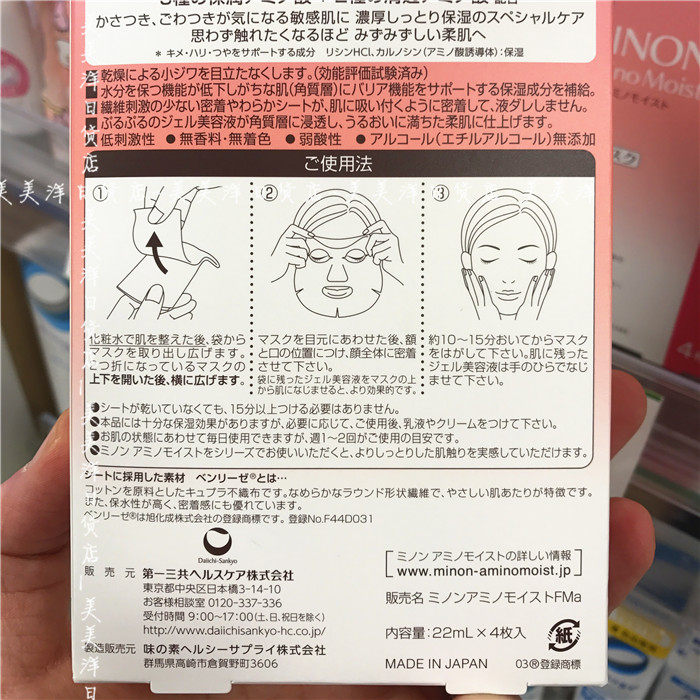 かさつき、ごわつきが気になる敏感肌に 濃厚しっとり保湿のスペシャルケア
思わず触れたくなるほど みずみずしい柔肌へ
* キメ・ハリ・つやをサポートする成分 リシンHCl、カルノシン(アミノ酸誘導体):保湿
■乾燥による小ジワを目立たなくします。(効能評価試験済み)
■水分を保つ機能が低下しがちな肌(角質層)にバリア機能をサポートする保湿成分を補給。
■繊維刺激の少ない密着やわらかシートが、肌に吸い付くように密着して、液ダレしません。
■ぷるぷるのジェル美容液が角質層に浸透し、うるおいに満ちた柔肌に仕上げます。
●低刺激性 ●無香料・無着色 ●弱酸性 ●アルコール(エチルアルコール)無添加
ご使用法
①
化粧水で肌を整えた後、袋から
マスクを取り出し広げます。
二つ折になっているマスクの
上下を開いた後、横に広げます。
②
マスクを目元にあわせた後、額
と口の位置につけ、顔全体に密着
させて下さい。
袋に残ったジェル美容液をマスクの上
から肌になじませると、より効果的です。
③
約10〜15分おいてからマスク
をはがして下さい。肌に残った
ジェル美容液は手のひらでなじ
ませて下さい。
シートが乾いていなくても、15分以上つける必要はありません。
本品には十分な保湿効果がありますが、必要に応じて、ご使用後、乳液やクリームをつけて下さい。
お肌の状態にあわせて毎日使用できますが、週1〜2回がご使用の目安です。
ミノン アミノモイストをシリーズでお使いいただくと、よりしっとりした肌触りを実感していただけます。
シートに採用した素材 ベンリーゼ®とは…
コットンを原料としたキュプラ不織布です。なめらかなラウンド形状繊維で、やさしい肌あたりが特徴です。
また、保水性が高く、密着感にも優れています。
ベンリーゼ®は旭化成株式会社の登録商標です。登録No.F44D031
Daiichi-Sankyo
販売元 第一三共ヘルスケア株式会社
東京都中央区日本橋3-14-10
お客様相談室 0120-337-336
受付時間 9:00〜17:00(土、日、祝日を除く)
http://www.daiichisankyo-hc.co.jp/
製造販売元 味の素ヘルシーサプライ株式会社
群馬県高崎市倉賀野町3606
ミノン アミノモイストの詳しい情報
www.minon-aminomoist.jp
販売名 ミノンアミノモイストFMa
内容量:22mL×4枚入
紙
MADE IN JAPAN
03®登録商標
MINON
ino Moist
ミノモイスト
スク
美美洋日货店